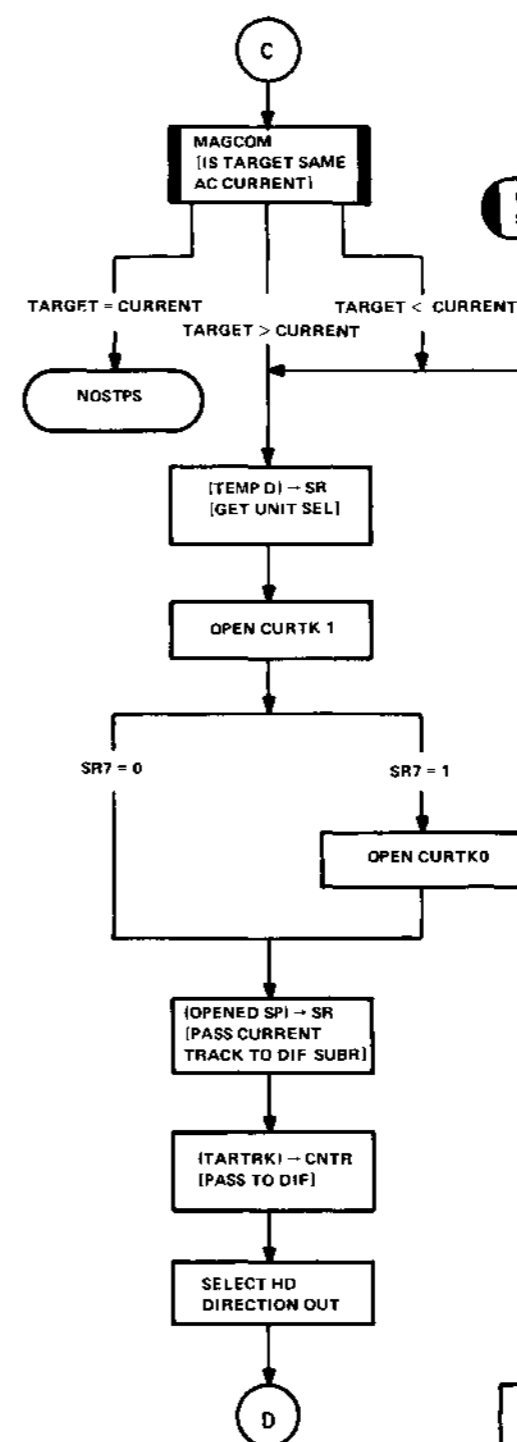 C
MAGCOM
[IS TARGET SAME
AC CURRENT]
TARGET = CURRENT
TARGET > CURRENT
TARGET < CURRENT
NOSTPS
(TEMP D) → SR
[GET UNIT SEL]
OPEN CURTK 1
SR7 = 0
SR7 = 1
OPEN CURTK0
(OPENED SP) → SR
[PASS CURRENT
TRACK TO DIF SUBR]
(TARTRK) → CNTR
[PASS TO DIF]
SELECT HD
DIRECTION OUT
D